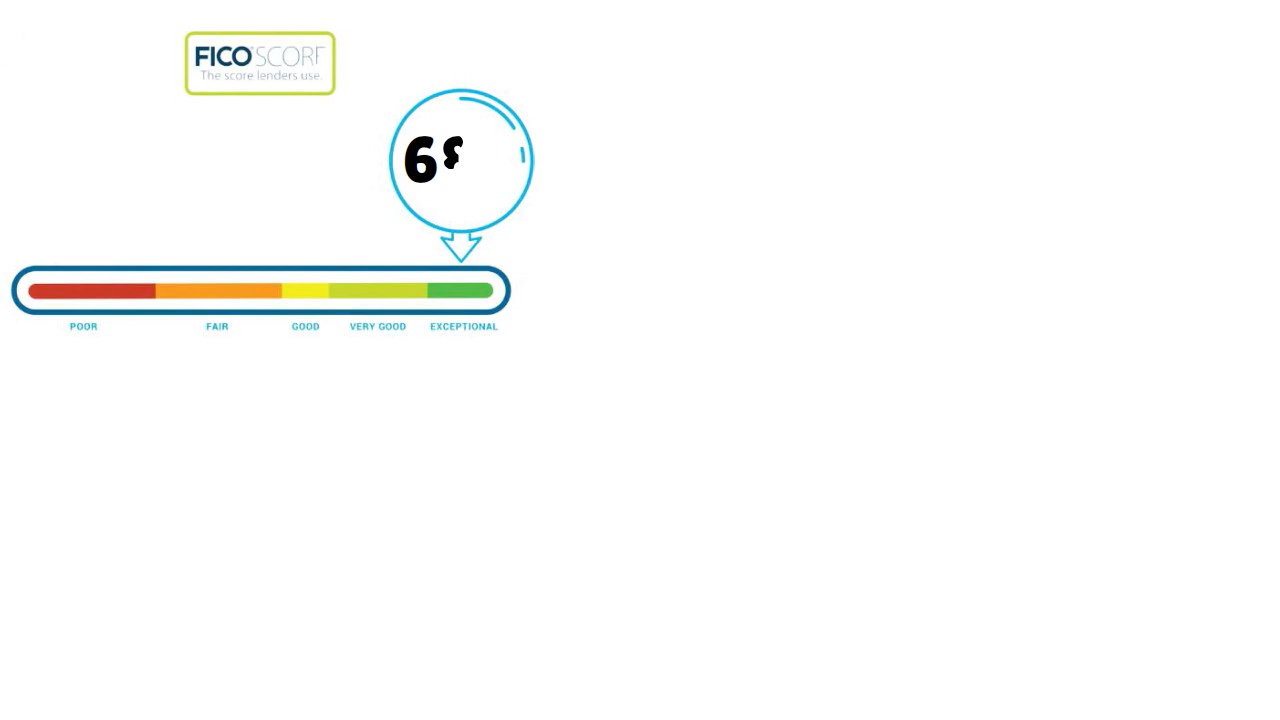 FICO SCORE
The score lenders use.
6
POOR FAIR GOOD VERY GOOD EXCEPTIONAL